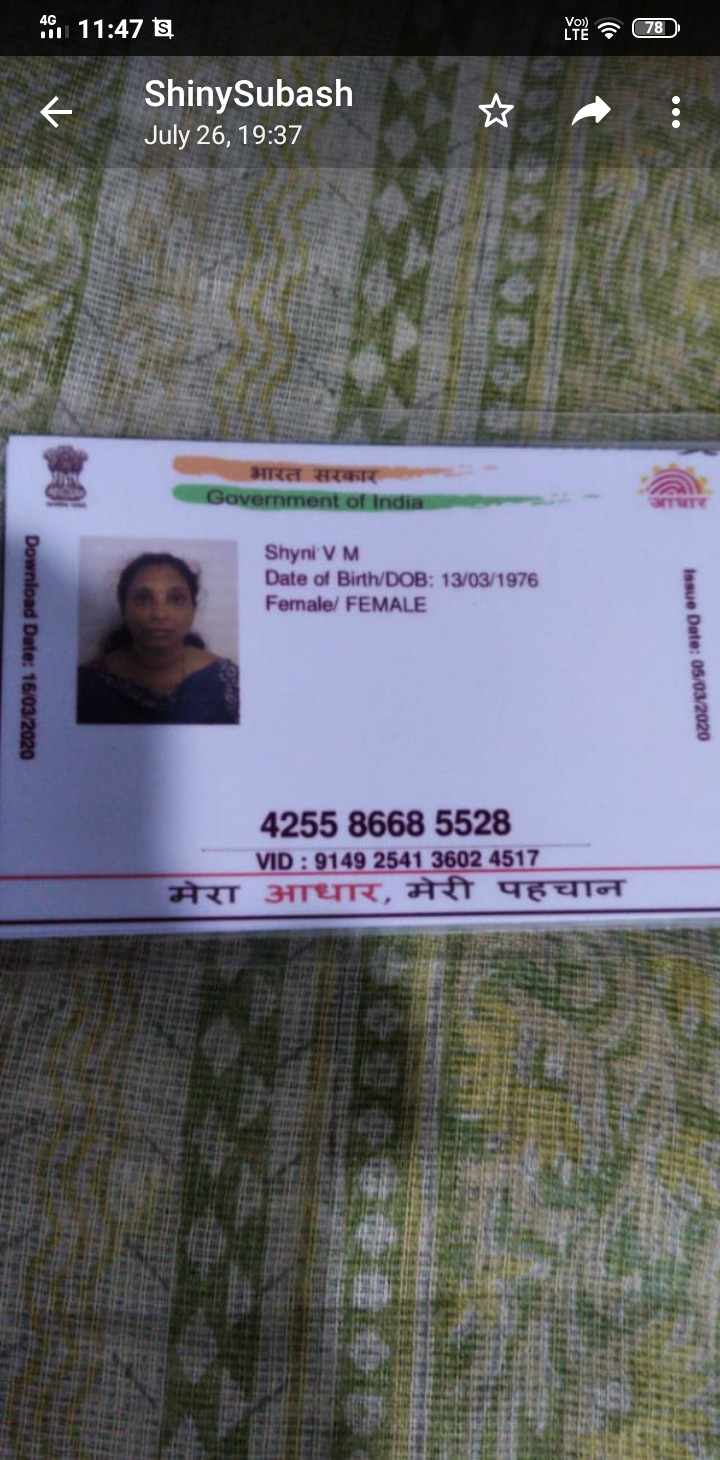 4G 11:47
Vo)) LTE 78
ShinySubash
July 26, 19:37
भारत सरकार
Government of India
आधार
Shyni V M
Date of Birth/DOB: 13/03/1976
Female/ FEMALE
Download Date: 16/03/2020
Issue Date: 05/03/2020
4255 8668 5528
VID : 9149 2541 3602 4517
मेरा आधार, मेरी पहचान